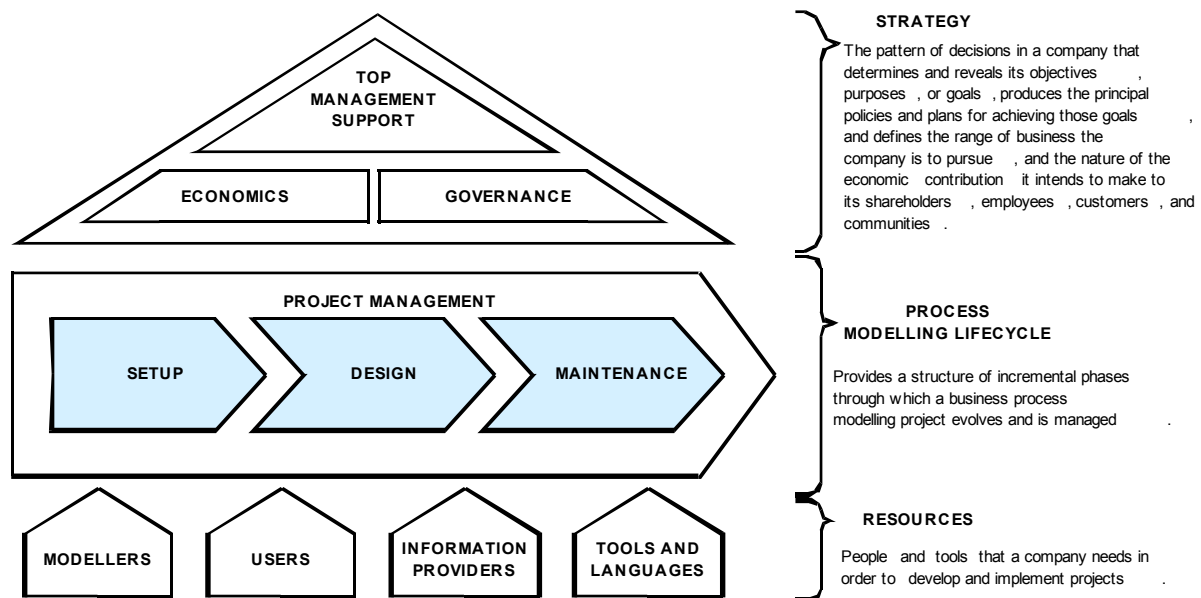 TOP
MANAGEMENT
SUPPORT
ECONOMICS
GOVERNANCE
STRATEGY
The pattern of decisions in a company that
determines and reveals its objectives ,
purposes , or goals , produces the principal
policies and plans for achieving those goals ,
and defines the range of business the
company is to pursue , and the nature of the
economic contribution it intends to make to
its shareholders , employees , customers , and
communities .
PROJECT MANAGEMENT
SETUP
DESIGN
MAINTENANCE
PROCESS
MODELLING LIFECYCLE
Provides a structure of incremental phases
through which a business process
modelling project evolves and is managed .
MODELLERS
USERS
INFORMATION
PROVIDERS
TOOLS AND
LANGUAGES
RESOURCES
People and tools that a company needs in
order to develop and implement projects .